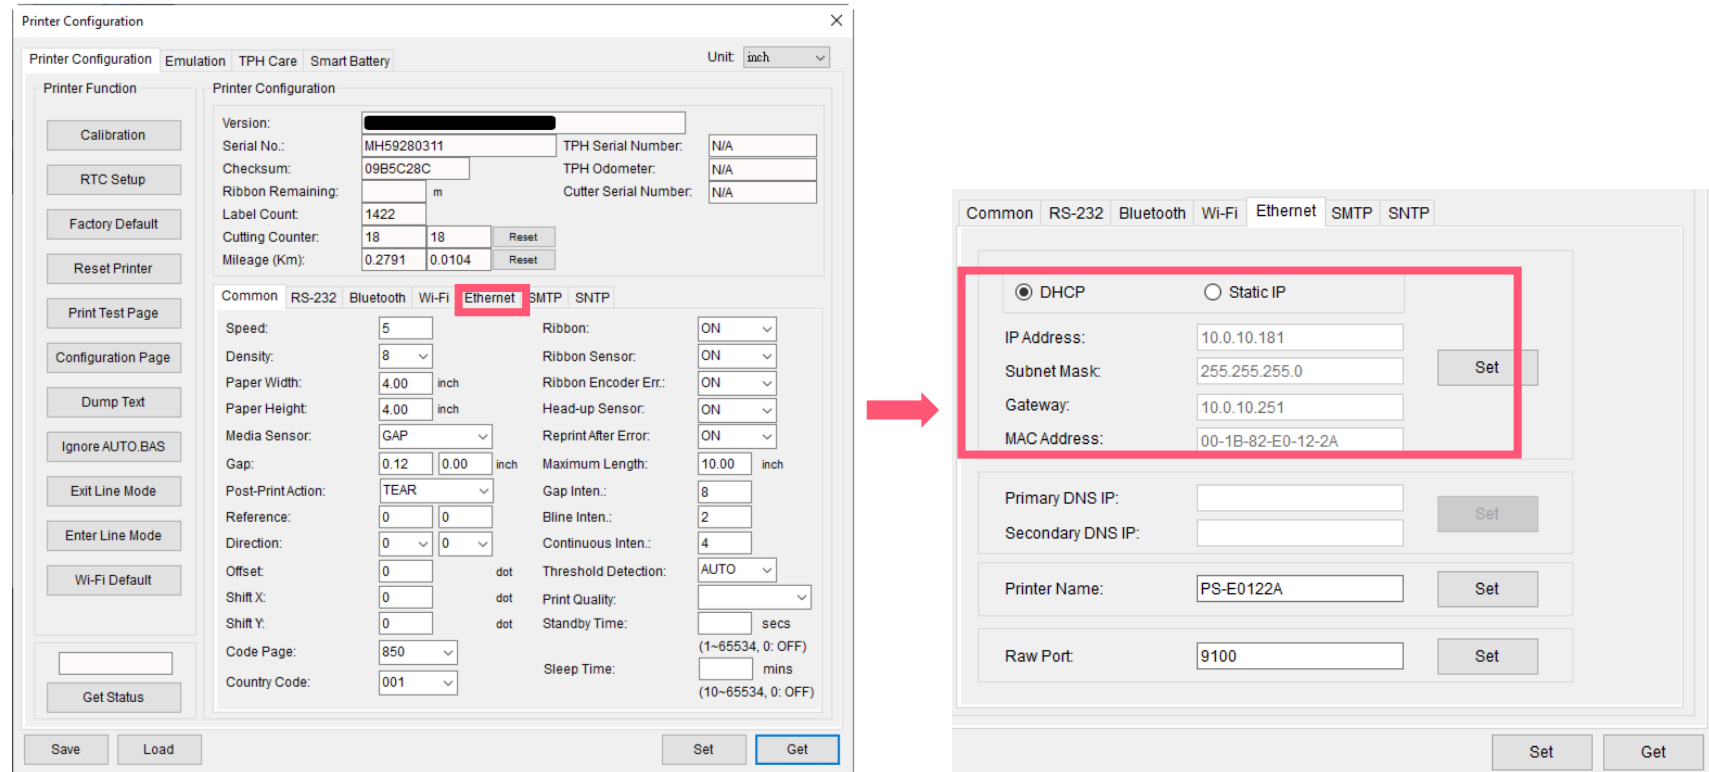 Printer Configuration
Printer Configuration Emulation TPH Care Smart Battery Unit: inch
Printer Function
Calibration
RTC Setup
Factory Default
Reset Printer
Print Test Page
Configuration Page
Dump Text
Ignore AUTO.BAS
Exit Line Mode
Enter Line Mode
Wi-Fi Default
Get Status
Printer Configuration
Version:
Serial No.: MH59280311 TPH Serial Number: N/A
Checksum: 09B5C28C TPH Odometer: N/A
Ribbon Remaining: m Cutter Serial Number: N/A
Label Count: 1422
Cutting Counter: 18 18 Reset
Mileage (Km): 0.2791 0.0104 Reset
Common RS-232 Bluetooth Wi-Fi Ethernet SMTP SNTP
Speed: 5 Ribbon: ON
Density: 8 Ribbon Sensor: ON
Paper Width: 4.00 inch Ribbon Encoder Err.: ON
Paper Height: 4.00 inch Head-up Sensor: ON
Media Sensor: GAP Reprint After Error: ON
Gap: 0.12 0.00 inch Maximum Length: 10.00 inch
Post-Print Action: TEAR Gap Inten.: 8
Reference: 0 0 Bline Inten.: 2
Direction: 0 0 Continuous Inten.: 4
Offset: 0 dot Threshold Detection: AUTO
Shift X: 0 dot Print Quality:
Shift Y: 0 dot Standby Time: secs
(1~65534, 0: OFF)
Code Page: 850
Sleep Time: mins
Country Code: 001
(10~65534, 0: OFF)
Save Load Set Get
Common RS-232 Bluetooth Wi-Fi Ethernet SMTP SNTP
DHCP Static IP
IP Address: 10.0.10.181
Subnet Mask: 255.255.255.0 Set
Gateway: 10.0.10.251
MAC Address: 00-1B-82-E0-12-2A
Primary DNS IP:
Set
Secondary DNS IP:
Printer Name: PS-E0122A Set
Raw Port: 9100 Set
Set Get